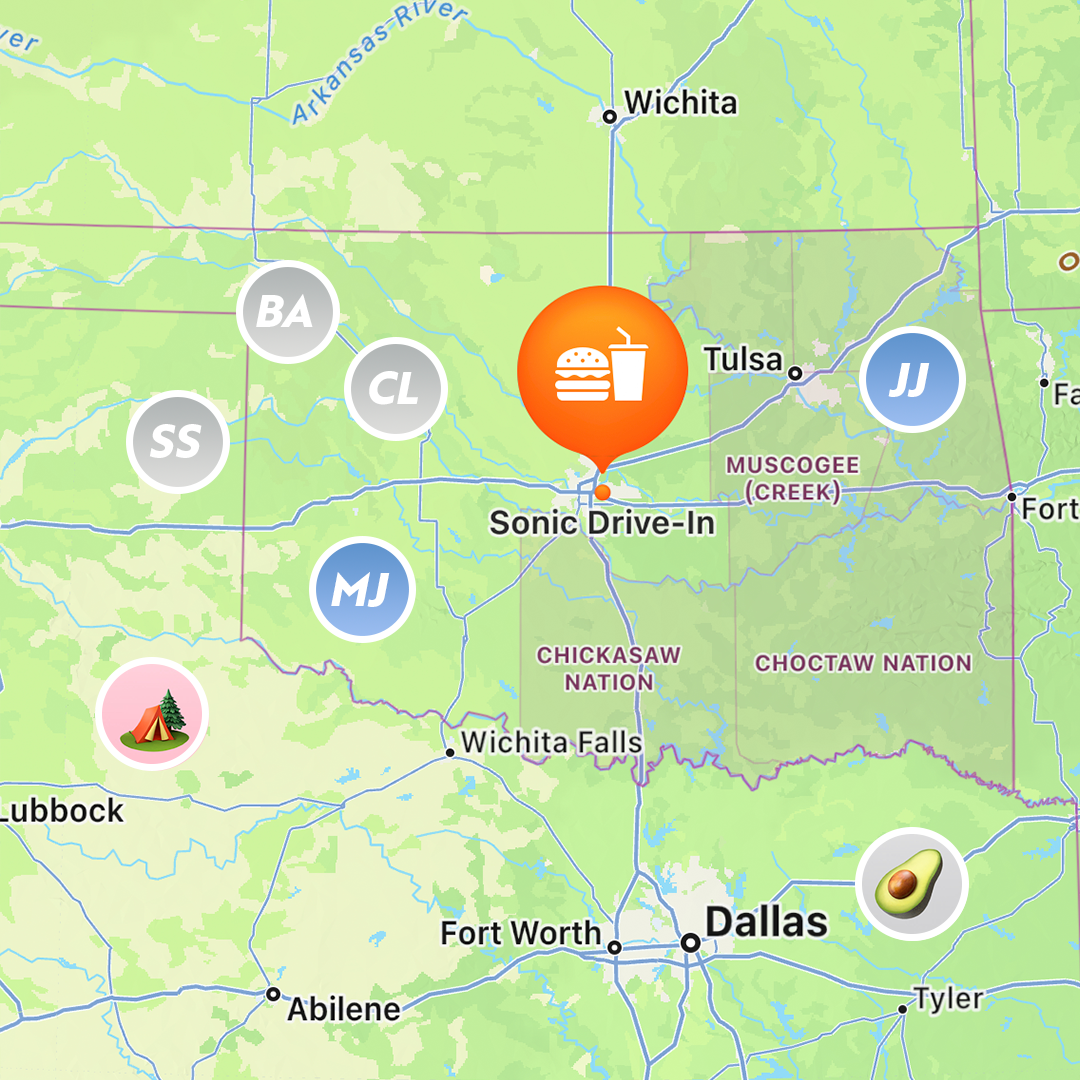 ver
Arkansas River
Wichita
BA
CL
SS
Tulsa
JJ
Fa
MUSCOGEE
(CREEK)
Fort
Sonic Drive-In
MJ
CHICKASAW
NATION
CHOCTAW NATION
Wichita Falls
Lubbock
Fort Worth
Dallas
Abilene
Tyler